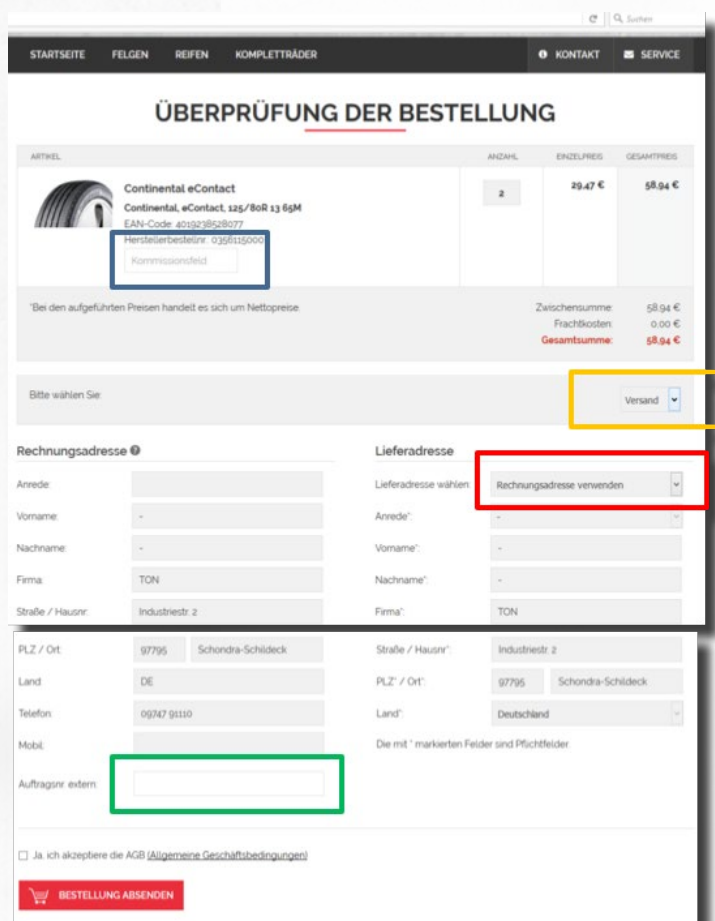 Suchen
STARTSEITE FELGEN REIFEN KOMPLETTRÄDER KONTAKT SERVICE
ÜBERPRÜFUNG DER BESTELLUNG
ARTIKEL ANZAHL EINZELPREIS GESAMTPREIS
Continental eContact 2 29,47 € 58,94 €
Continental, eContact, 125/80R 13 65M
EAN-Code: 4019238528077
Herstellerbestellnr.: 0356115000
Kommissionsfeld
*Bei den aufgeführten Preisen handelt es sich um Nettopreise. Zwischensumme: 58,94 €
Frachtkosten: 0,00 €
Gesamtsumme: 58,94 €
Bitte wählen Sie: Versand
Rechnungsadresse Lieferadresse
Anrede: Lieferadresse wählen: Rechnungsadresse verwenden
Vorname: - Anrede*: -
Nachname: - Vorname*: -
Firma: TON Nachname*: -
Straße / Hausnr.: Industriestr. 2 Firma*: TON
PLZ / Ort: 97795 Schondra-Schildeck Straße / Hausnr*: Industriestr. 2
Land: DE PLZ* / Ort*: 97795 Schondra-Schildeck
Telefon: 09747 91110 Land*: Deutschland
Mobil: Die mit * markierten Felder sind Pflichtfelder.
Auftragsnr. extern:
Ja, ich akzeptiere die AGB (Allgemeine Geschäftsbedingungen)
BESTELLUNG ABSENDEN